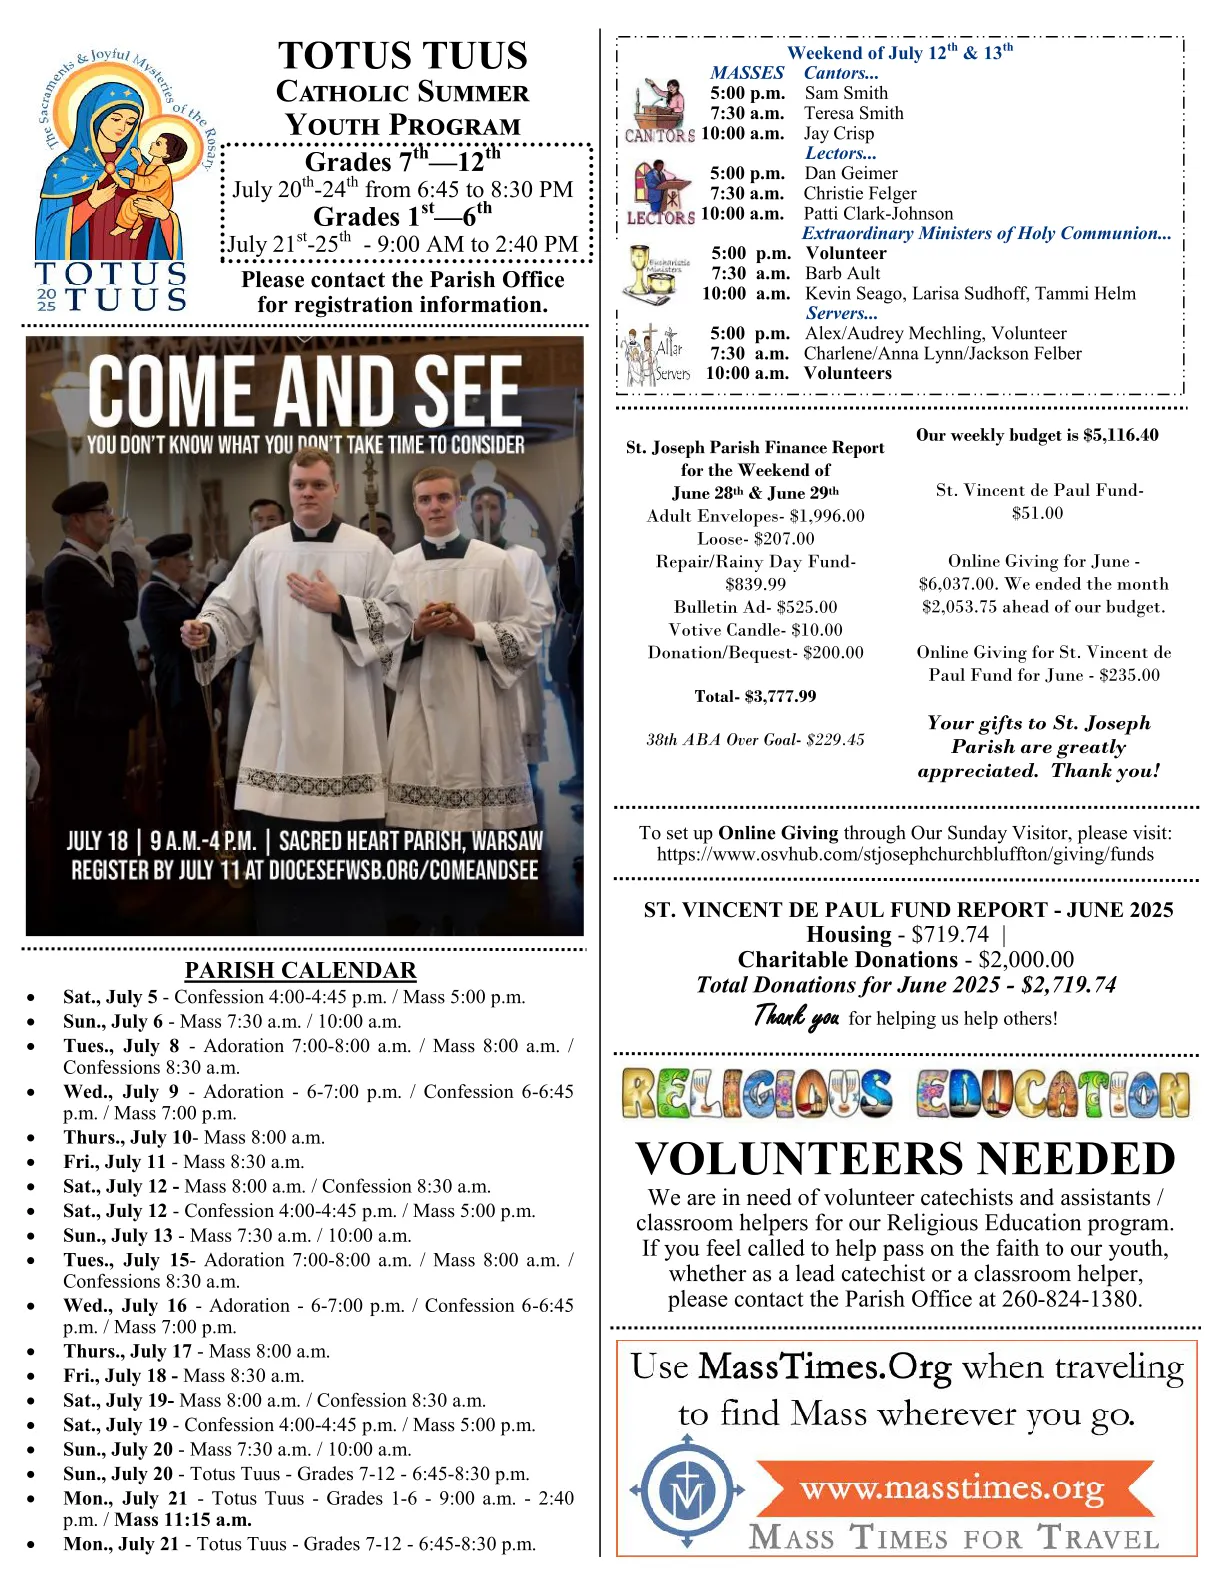 The Sacraments & Joyful Mysteries of the Rosary
TOTUS
2025 TUUS
TOTUS TUUS
CATHOLIC SUMMER
YOUTH PROGRAM
Grades 7th—12th
July 20th-24th from 6:45 to 8:30 PM
Grades 1st—6th
July 21st-25th - 9:00 AM to 2:40 PM
Please contact the Parish Office
for registration information.
COME AND SEE
YOU DON'T KNOW WHAT YOU DON'T TAKE TIME TO CONSIDER
JULY 18 | 9 A.M.-4 P.M. | SACRED HEART PARISH, WARSAW
REGISTER BY JULY 11 AT DIOCESEFWSB.ORG/COMEANDSEE
PARISH CALENDAR
• Sat., July 5 - Confession 4:00-4:45 p.m. / Mass 5:00 p.m.
• Sun., July 6 - Mass 7:30 a.m. / 10:00 a.m.
• Tues., July 8 - Adoration 7:00-8:00 a.m. / Mass 8:00 a.m. /
Confessions 8:30 a.m.
• Wed., July 9 - Adoration - 6-7:00 p.m. / Confession 6-6:45
p.m. / Mass 7:00 p.m.
• Thurs., July 10- Mass 8:00 a.m.
• Fri., July 11 - Mass 8:30 a.m.
• Sat., July 12 - Mass 8:00 a.m. / Confession 8:30 a.m.
• Sat., July 12 - Confession 4:00-4:45 p.m. / Mass 5:00 p.m.
• Sun., July 13 - Mass 7:30 a.m. / 10:00 a.m.
• Tues., July 15- Adoration 7:00-8:00 a.m. / Mass 8:00 a.m. /
Confessions 8:30 a.m.
• Wed., July 16 - Adoration - 6-7:00 p.m. / Confession 6-6:45
p.m. / Mass 7:00 p.m.
• Thurs., July 17 - Mass 8:00 a.m.
• Fri., July 18 - Mass 8:30 a.m.
• Sat., July 19- Mass 8:00 a.m. / Confession 8:30 a.m.
• Sat., July 19 - Confession 4:00-4:45 p.m. / Mass 5:00 p.m.
• Sun., July 20 - Mass 7:30 a.m. / 10:00 a.m.
• Sun., July 20 - Totus Tuus - Grades 7-12 - 6:45-8:30 p.m.
• Mon., July 21 - Totus Tuus - Grades 1-6 - 9:00 a.m. - 2:40
p.m. / Mass 11:15 a.m.
• Mon., July 21 - Totus Tuus - Grades 7-12 - 6:45-8:30 p.m.
Weekend of July 12th & 13th
MASSES Cantors...
5:00 p.m. Sam Smith
7:30 a.m. Teresa Smith
CANTORS 10:00 a.m. Jay Crisp
Lectors...
5:00 p.m. Dan Geimer
7:30 a.m. Christie Felger
LECTORS 10:00 a.m. Patti Clark-Johnson
Extraordinary Ministers of Holy Communion...
5:00 p.m. Volunteer
Eucharistic
Ministers
7:30 a.m. Barb Ault
10:00 a.m. Kevin Seago, Larisa Sudhoff, Tammi Helm
Servers...
5:00 p.m. Alex/Audrey Mechling, Volunteer
Altar
7:30 a.m. Charlene/Anna Lynn/Jackson Felber
Servers
10:00 a.m. Volunteers
St. Joseph Parish Finance Report
for the Weekend of
June 28th & June 29th
Adult Envelopes- $1,996.00
Loose- $207.00
Repair/Rainy Day Fund-
$839.99
Bulletin Ad- $525.00
Votive Candle- $10.00
Donation/Bequest- $200.00
Total- $3,777.99
38th ABA Over Goal- $229.45
Our weekly budget is $5,116.40
St. Vincent de Paul Fund-
$51.00
Online Giving for June -
$6,037.00. We ended the month
$2,053.75 ahead of our budget.
Online Giving for St. Vincent de
Paul Fund for June - $235.00
Your gifts to St. Joseph
Parish are greatly
appreciated. Thank you!
To set up Online Giving through Our Sunday Visitor, please visit:
https://www.osvhub.com/stjosephchurchbluffton/giving/funds
ST. VINCENT DE PAUL FUND REPORT - JUNE 2025
Housing - $719.74 |
Charitable Donations - $2,000.00
Total Donations for June 2025 - $2,719.74
Thank you for helping us help others!
RELIGIOUS EDUCATION
VOLUNTEERS NEEDED
We are in need of volunteer catechists and assistants /
classroom helpers for our Religious Education program.
If you feel called to help pass on the faith to our youth,
whether as a lead catechist or a classroom helper,
please contact the Parish Office at 260-824-1380.
Use MassTimes.Org when traveling
to find Mass wherever you go.
www.masstimes.org
MASS TIMES FOR TRAVEL